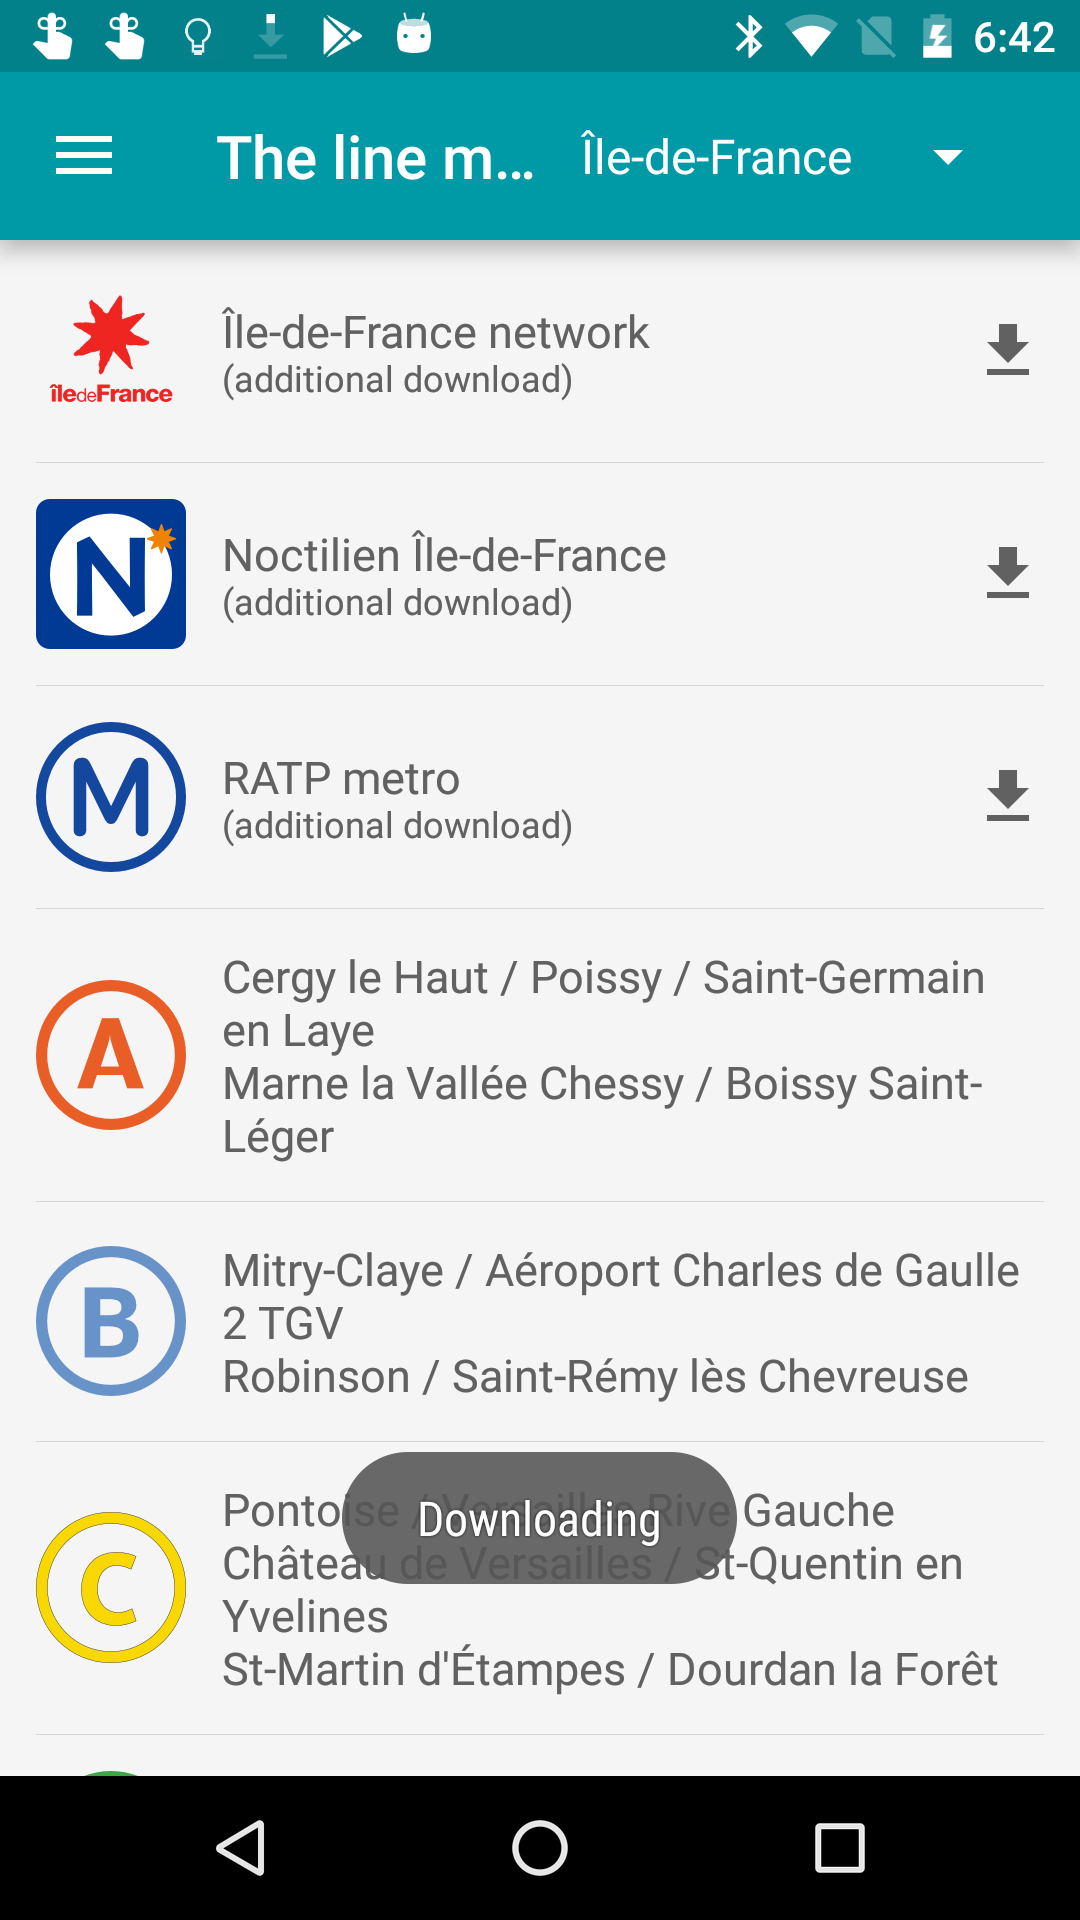 6:42
The line m... Île-de-France
Île-de-France network
(additional download)
îledeFrance
N
Noctilien Île-de-France
(additional download)
M
RATP metro
(additional download)
A
Cergy le Haut / Poissy / Saint-Germain
en Laye
Marne la Vallée Chessy / Boissy Saint-
Léger
B
Mitry-Claye / Aéroport Charles de Gaulle
2 TGV
Robinson / Saint-Rémy lès Chevreuse
C
Pontoise / Versailles Rive Gauche
Downloading
Château de Versailles / St-Quentin en
Yvelines
St-Martin d'Étampes / Dourdan la Forêt